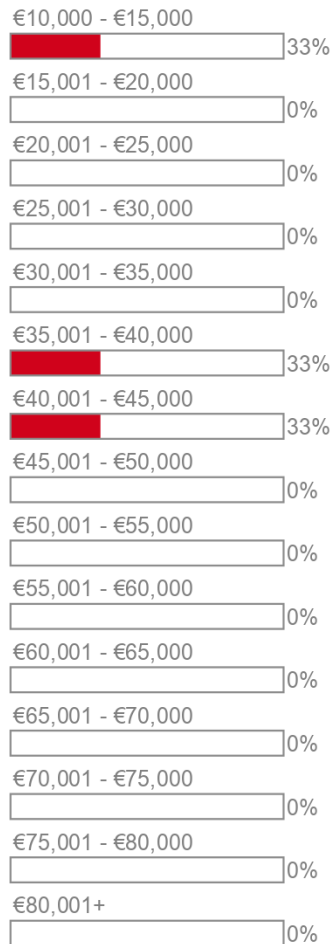 €10,000 - €15,000
33%
€15,001 - €20,000
0%
€20,001 - €25,000
0%
€25,001 - €30,000
0%
€30,001 - €35,000
0%
€35,001 - €40,000
33%
€40,001 - €45,000
33%
€45,001 - €50,000
0%
€50,001 - €55,000
0%
€55,001 - €60,000
0%
€60,001 - €65,000
0%
€65,001 - €70,000
0%
€70,001 - €75,000
0%
€75,001 - €80,000
0%
€80,001+
0%